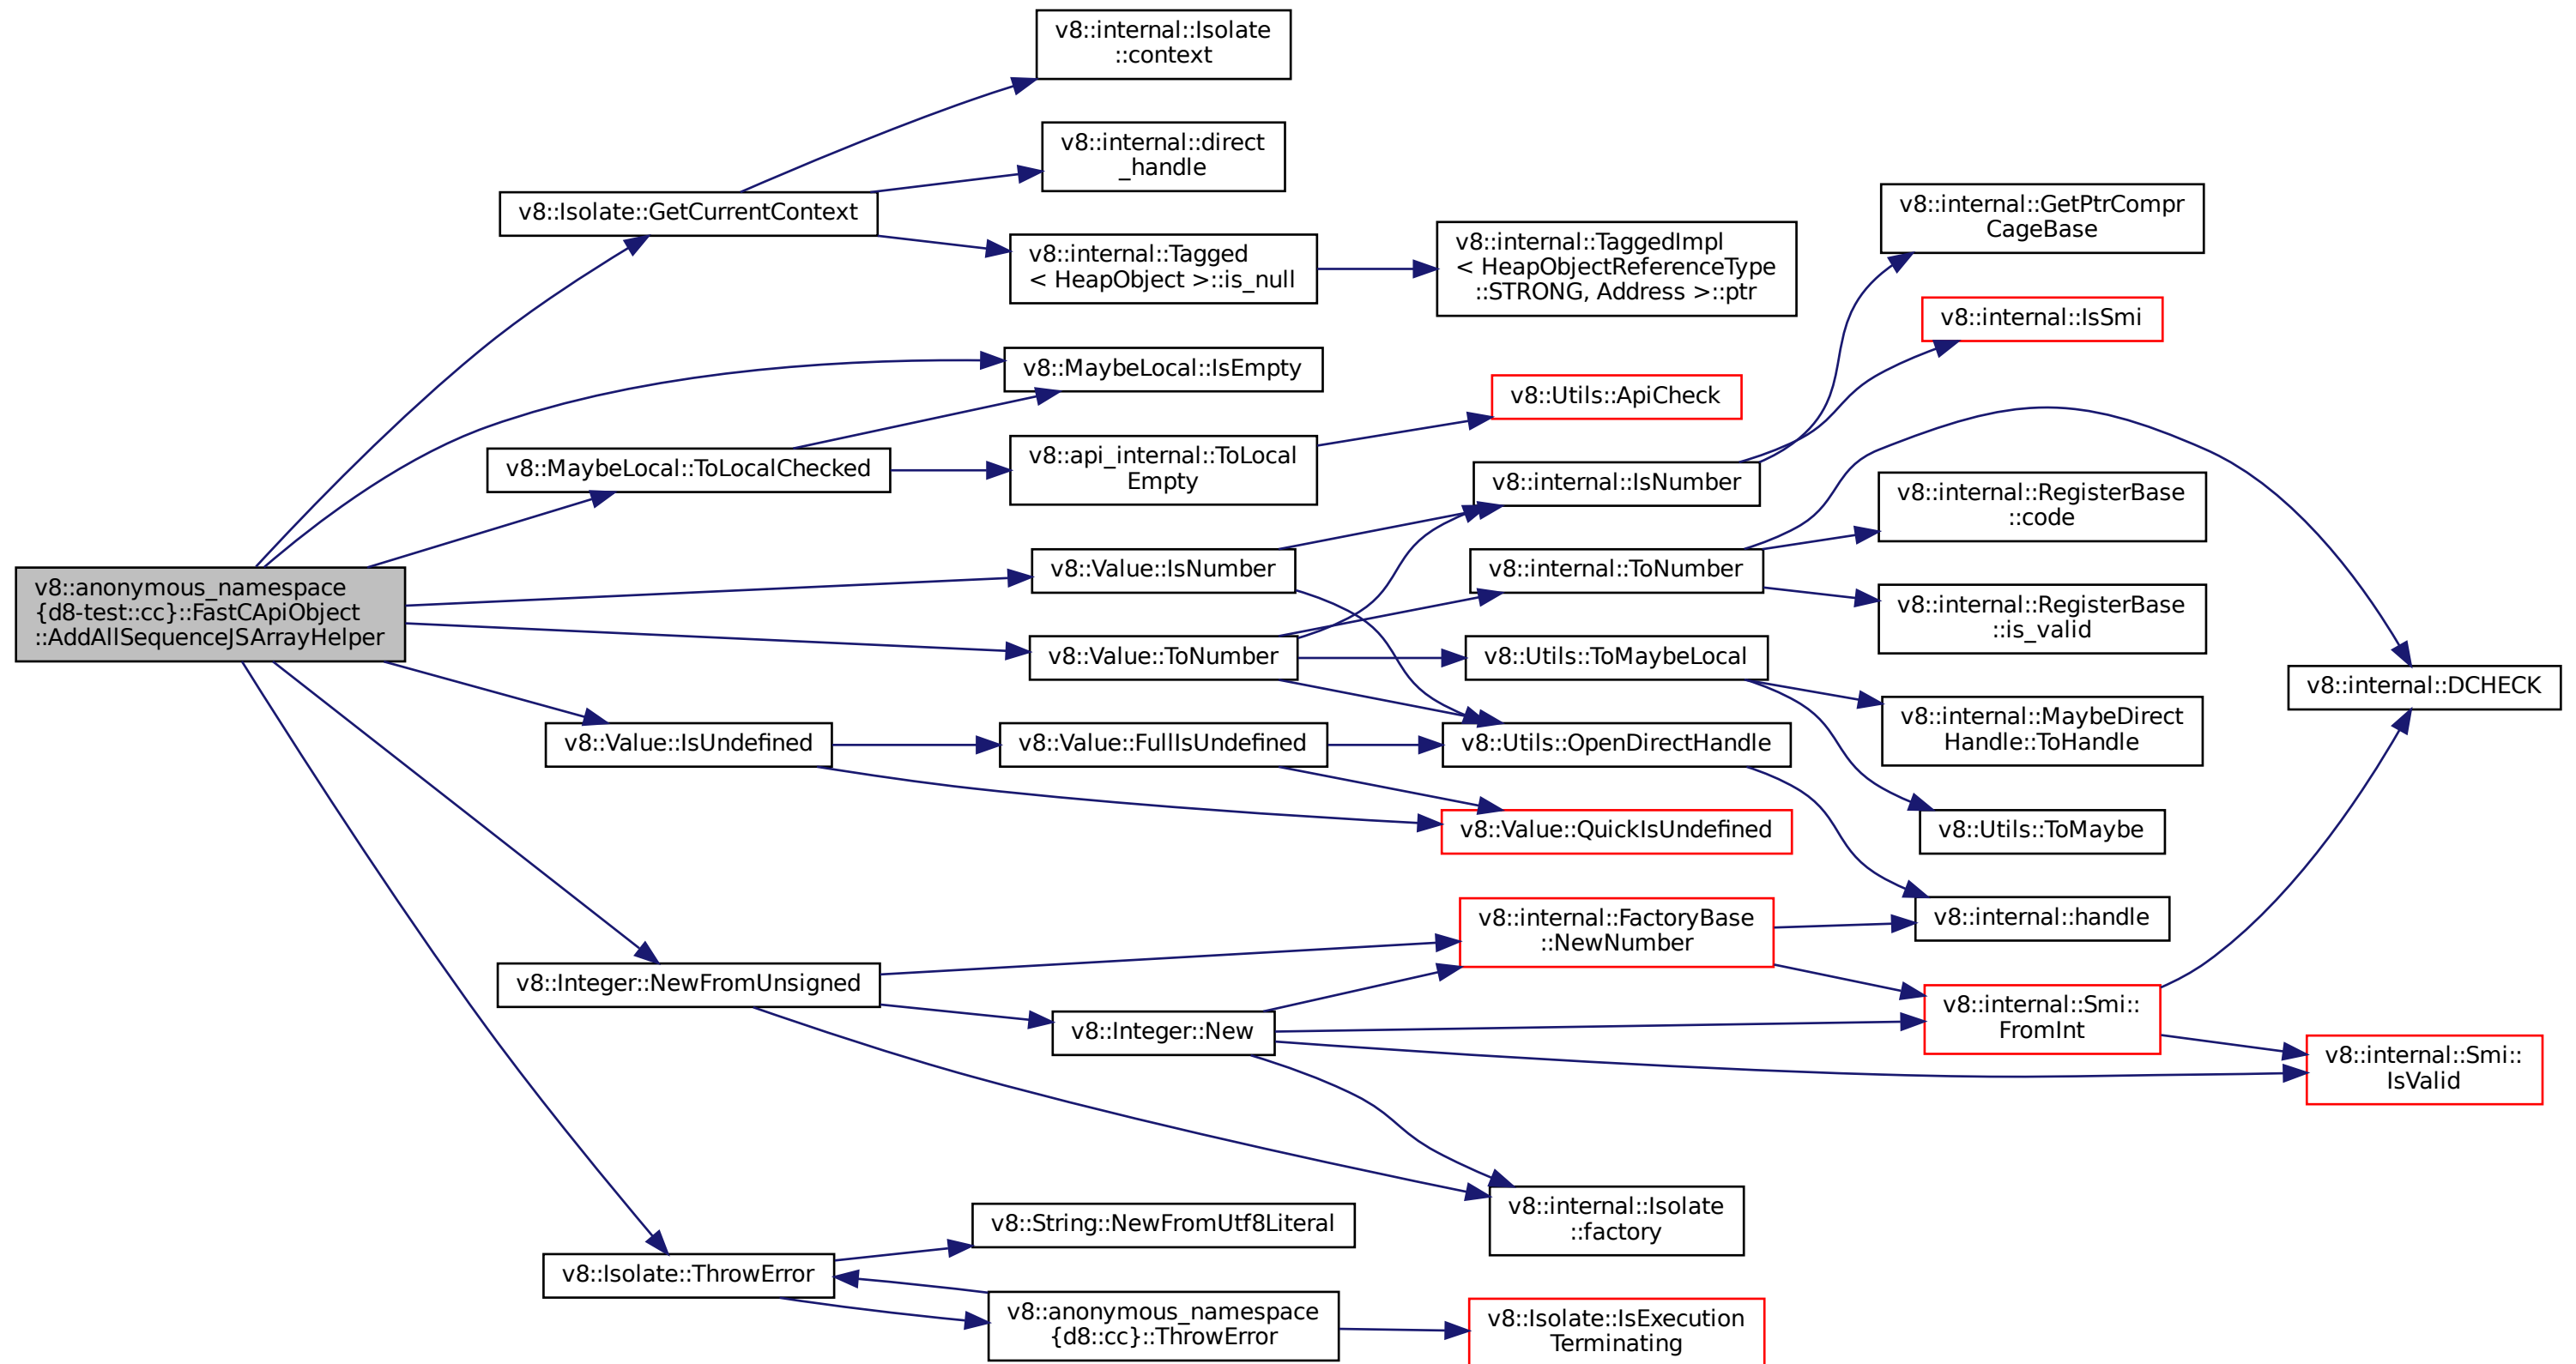 v8::internal::Isolate
::context
v8::internal::direct
_handle
v8::Isolate::GetCurrentContext
v8::internal::Tagged
< HeapObject >::is_null
v8::internal::TaggedImpl
< HeapObjectReferenceType
::STRONG, Address >::ptr
v8::internal::GetPtrCompr
CageBase
v8::internal::IsSmi
v8::MaybeLocal::IsEmpty
v8::Utils::ApiCheck
v8::MaybeLocal::ToLocalChecked
v8::api_internal::ToLocal
Empty
v8::internal::IsNumber
v8::internal::RegisterBase
::code
v8::anonymous_namespace
{d8-test::cc}::FastCApiObject
::AddAllSequenceJSArrayHelper
v8::Value::IsNumber
v8::internal::ToNumber
v8::internal::RegisterBase
::is_valid
v8::Value::ToNumber
v8::Utils::ToMaybeLocal
v8::internal::DCHECK
v8::internal::MaybeDirect
Handle::ToHandle
v8::Value::IsUndefined
v8::Value::FullIsUndefined
v8::Utils::OpenDirectHandle
v8::Value::QuickIsUndefined
v8::Utils::ToMaybe
v8::internal::FactoryBase
::NewNumber
v8::internal::handle
v8::Integer::NewFromUnsigned
v8::Integer::New
v8::internal::Smi::
FromInt
v8::internal::Smi::
IsValid
v8::internal::Isolate
::factory
v8::String::NewFromUtf8Literal
v8::Isolate::ThrowError
v8::anonymous_namespace
{d8::cc}::ThrowError
v8::Isolate::IsExecution
Terminating